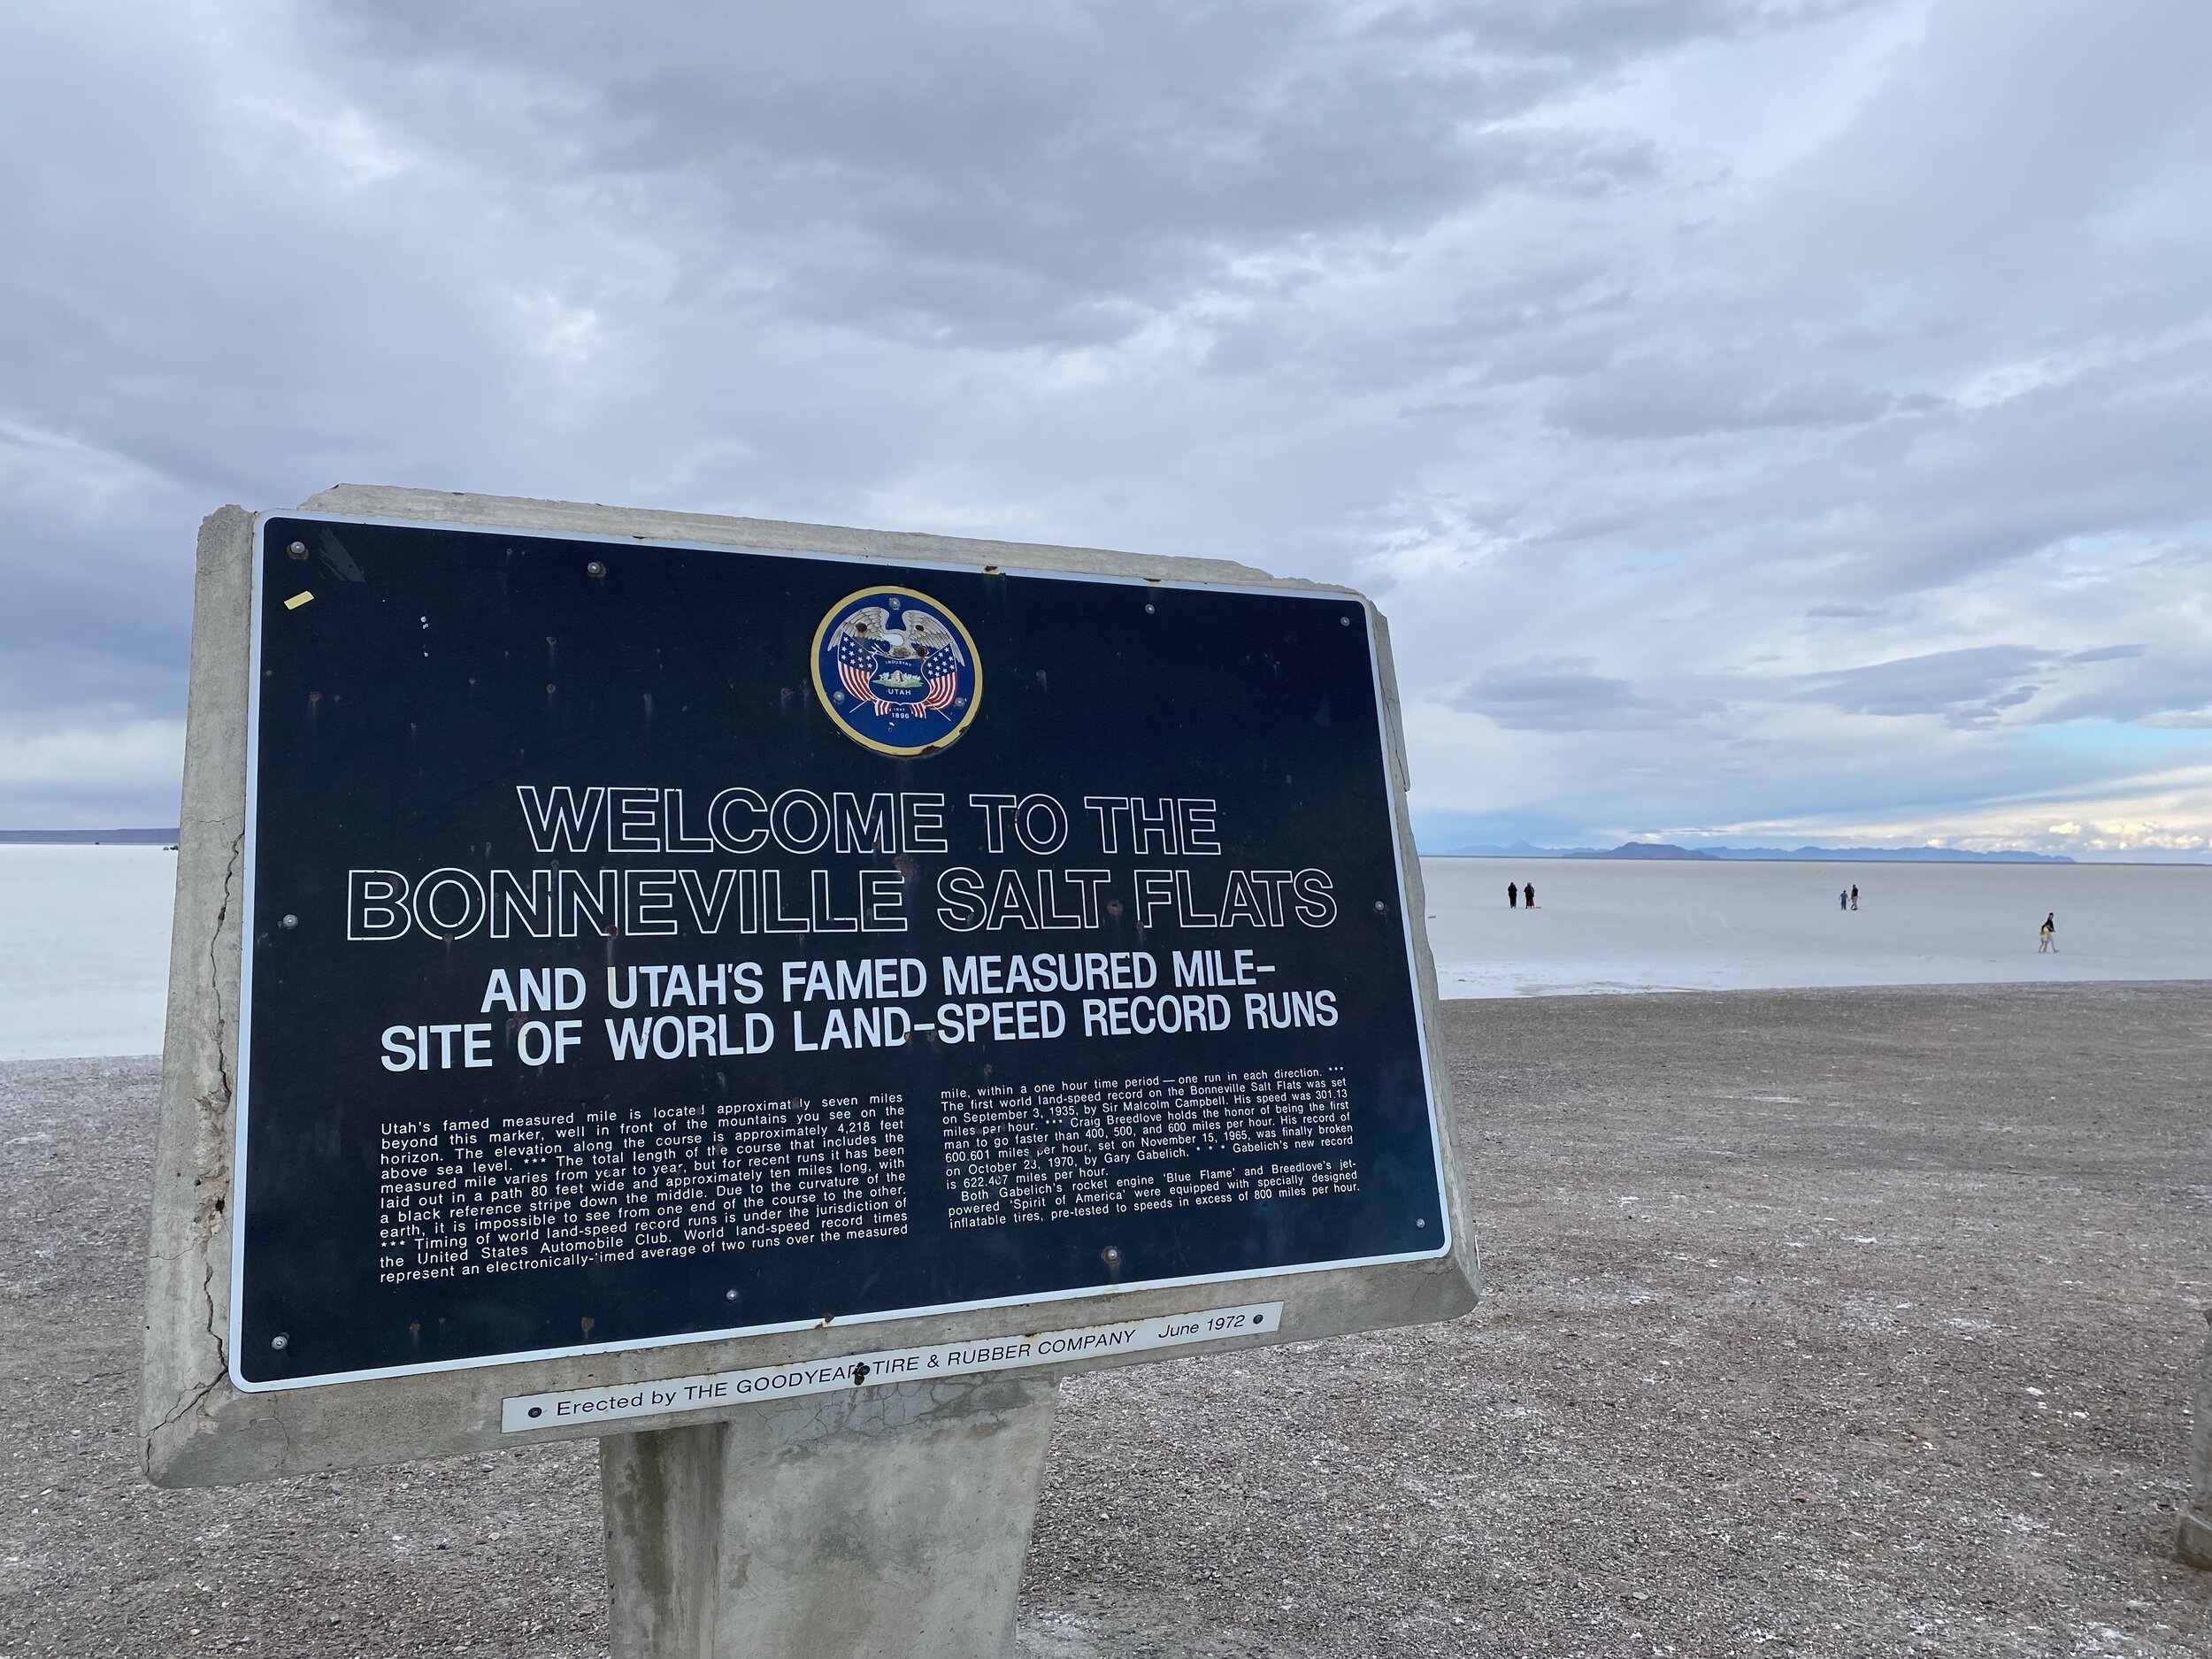 INDUSTRY
UTAH
1847
1896
WELCOME TO THE
BONNEVILLE SALT FLATS
AND UTAH'S FAMED MEASURED MILE-
SITE OF WORLD LAND-SPEED RECORD RUNS
Utah's famed measured mile is located approximately seven miles
beyond this marker, well in front of the mountains you see on the
horizon. The elevation along the course is approximately 4,218 feet
above sea level. *** The total length of the course that includes the
measured mile varies from year to year, but for recent runs it has been
laid out in a path 80 feet wide and approximately ten miles long, with
a black reference stripe down the middle. Due to the curvature of the
earth, it is impossible to see from one end of the course to the other.
*** Timing of world land-speed record runs is under the jurisdiction of
the United States Automobile Club. World land-speed record times
represent an electronically-timed average of two runs over the measured
mile, within a one hour time period — one run in each direction. ***
The first world land-speed record on the Bonneville Salt Flats was set
on September 3, 1935, by Sir Malcolm Campbell. His speed was 301.13
miles per hour. *** Craig Breedlove holds the honor of being the first
man to go faster than 400, 500, and 600 miles per hour. His record of
600.601 miles per hour, set on November 15, 1965, was finally broken
on October 23, 1970, by Gary Gabelich. * * * Gabelich's new record
is 622.407 miles per hour.
Both Gabelich's rocket engine 'Blue Flame' and Breedlove's jet-
powered 'Spirit of America' were equipped with specially designed
inflatable tires, pre-tested to speeds in excess of 800 miles per hour.
Erected by THE GOODYEAR TIRE & RUBBER COMPANY June 1972